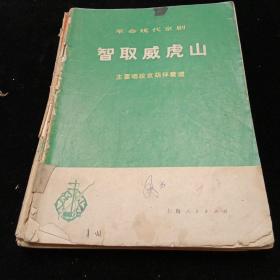 革命现代京剧
智取威虎山
主要唱段京胡伴奏谱
上海人民出版社